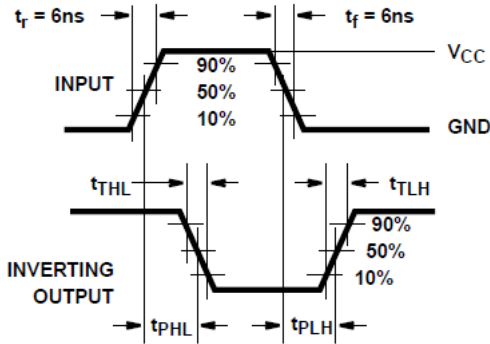 tr = 6ns
tf = 6ns
VCC
INPUT
90%
50%
10%
GND
tTHL
tTLH
90%
50%
10%
INVERTING
OUTPUT
tPHL
tPLH